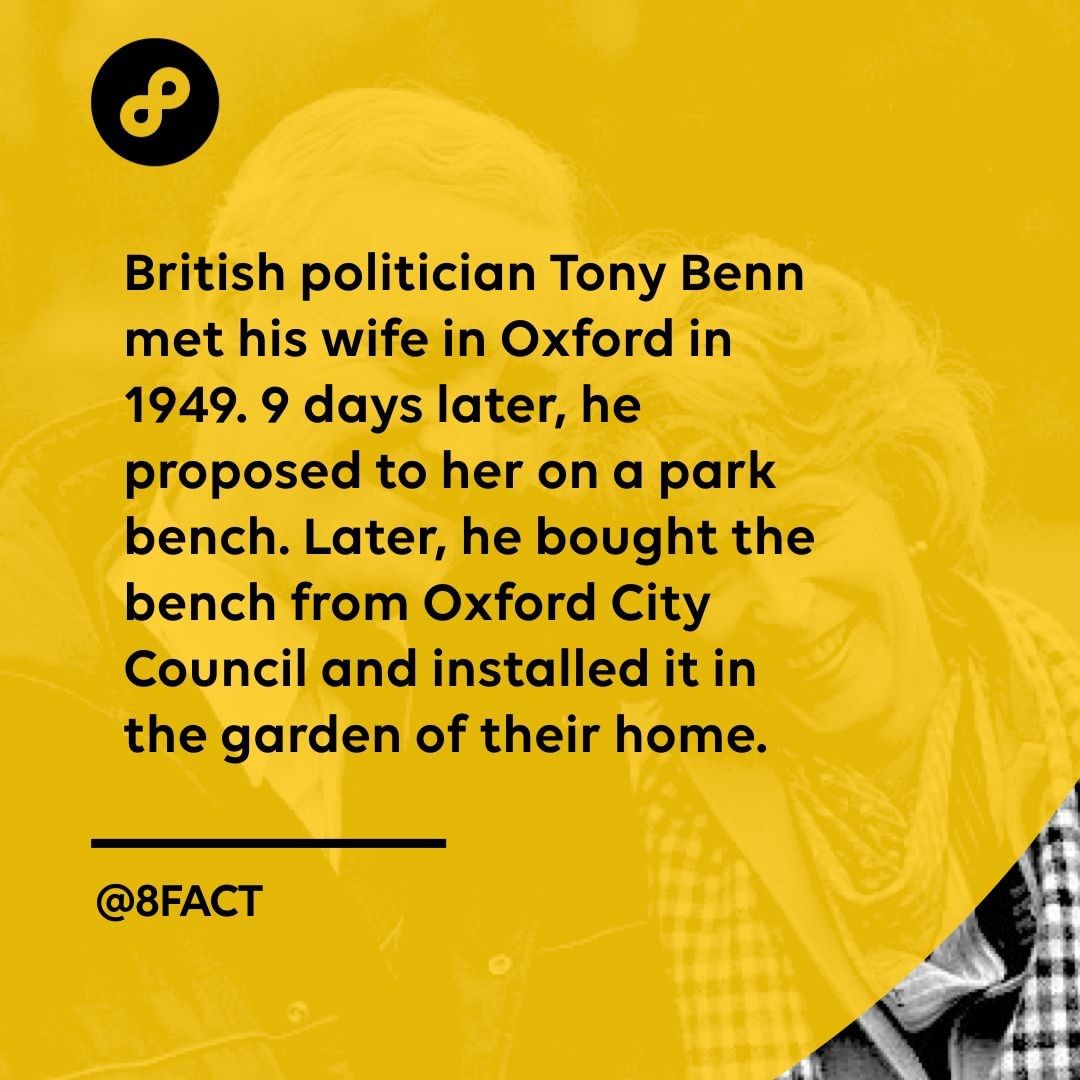 British politician Tony Benn
met his wife in Oxford in
1949. 9 days later, he
proposed to her on a park
bench. Later, he bought the
bench from Oxford City
Council and installed it in
the garden of their home.
@8FACT